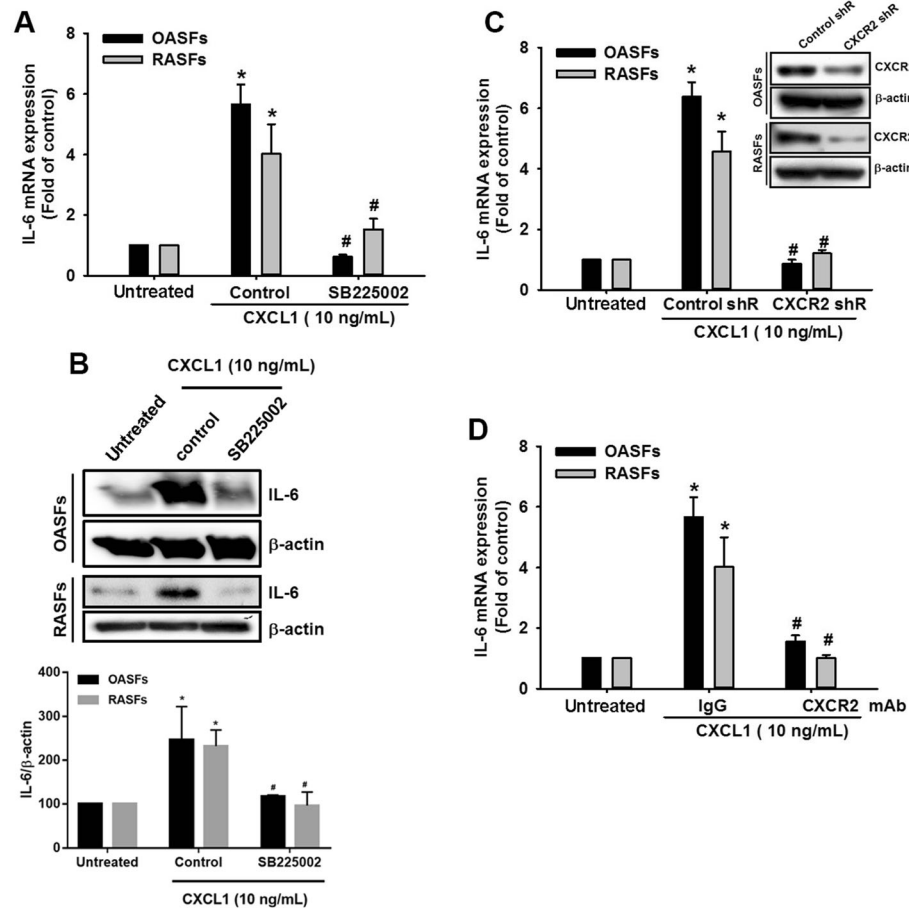 A
IL-6 mRNA expression
(Fold of control)
8
6
4
2
0
OASFs
RASFs
*
*
#
#
Untreated
Control
SB225002
CXCL1 ( 10 ng/mL)
B
CXCL1 (10 ng/mL)
Untreated
control
SB225002
OASFs
IL-6
β-actin
RASFs
IL-6
β-actin
IL-6/β-actin
400
300
200
100
0
OASFs
RASFs
*
*
#
#
Untreated
Control
SB225002
CXCL1 (10 ng/mL)
C
IL-6 mRNA expression
(Fold of control)
8
6
4
2
0
OASFs
RASFs
*
*
#
#
Untreated
Control shR
CXCR2 shR
CXCL1 ( 10 ng/mL)
Control shR
CXCR2 shR
OASFs
CXCR
β-actin
RASFs
CXCR2
β-actin
D
IL-6 mRNA expression
(Fold of control)
8
6
4
2
0
OASFs
RASFs
*
*
#
#
Untreated
IgG
CXCR2 mAb
CXCL1 ( 10 ng/mL)